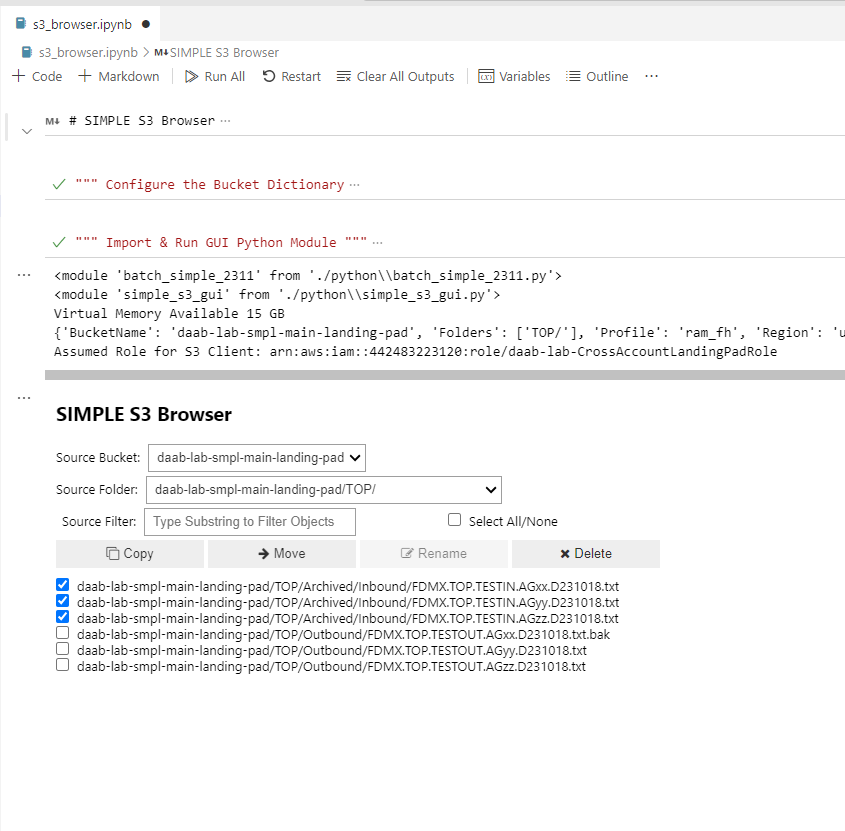 s3_browser.ipynb
s3_browser.ipynb > M↓ SIMPLE S3 Browser
+ Code + Markdown Run All Restart Clear All Outputs Variables Outline ...
M↓ # SIMPLE S3 Browser ...
""" Configure the Bucket Dictionary ...
""" Import & Run GUI Python Module """ ...
<module 'batch_simple_2311' from './python\\batch_simple_2311.py'>
<module 'simple_s3_gui' from './python\\simple_s3_gui.py'>
Virtual Memory Available 15 GB
{'BucketName': 'daab-lab-smpl-main-landing-pad', 'Folders': ['TOP/'], 'Profile': 'ram_fh', 'Region': 'u
Assumed Role for S3 Client: arn:aws:iam::442483223120:role/daab-lab-CrossAccountLandingPadRole
SIMPLE S3 Browser
Source Bucket: daab-lab-smpl-main-landing-pad
Source Folder: daab-lab-smpl-main-landing-pad/TOP/
Source Filter: Type Substring to Filter Objects Select All/None
Copy Move Rename Delete
daab-lab-smpl-main-landing-pad/TOP/Archived/Inbound/FDMX.TOP.TESTIN.AGxx.D231018.txt
daab-lab-smpl-main-landing-pad/TOP/Archived/Inbound/FDMX.TOP.TESTIN.AGyy.D231018.txt
daab-lab-smpl-main-landing-pad/TOP/Archived/Inbound/FDMX.TOP.TESTIN.AGzz.D231018.txt
daab-lab-smpl-main-landing-pad/TOP/Outbound/FDMX.TOP.TESTOUT.AGxx.D231018.txt.bak
daab-lab-smpl-main-landing-pad/TOP/Outbound/FDMX.TOP.TESTOUT.AGyy.D231018.txt
daab-lab-smpl-main-landing-pad/TOP/Outbound/FDMX.TOP.TESTOUT.AGzz.D231018.txt